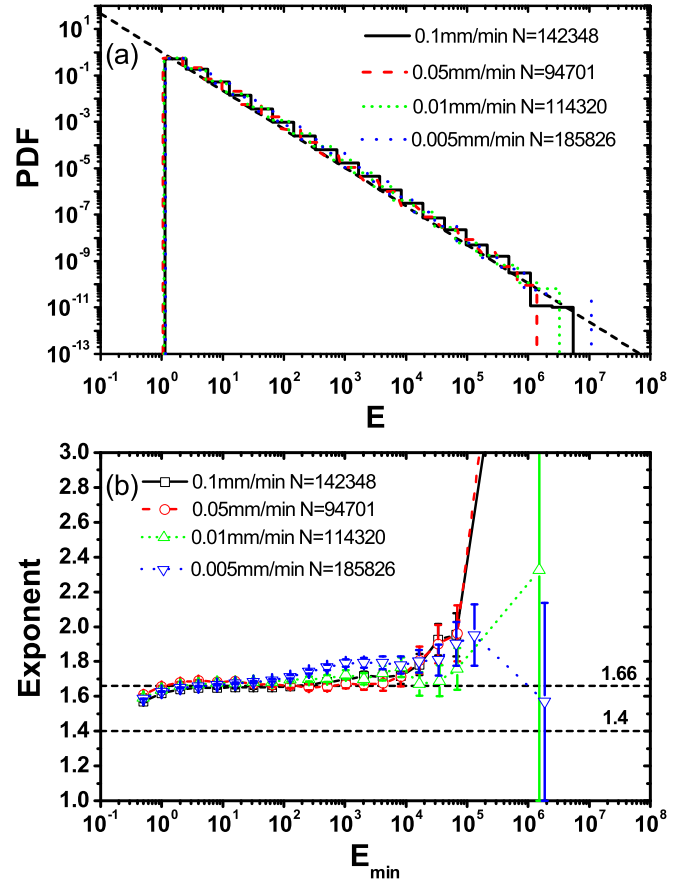 (a)
0.1mm/min N=142348
0.05mm/min N=94701
0.01mm/min N=114320
0.005mm/min N=185826
PDF
10^1
10^-1
10^-3
10^-5
10^-7
10^-9
10^-11
10^-13
10^-1 10^0 10^1 10^2 10^3 10^4 10^5 10^6 10^7 10^8
E
(b)
0.1mm/min N=142348
0.05mm/min N=94701
0.01mm/min N=114320
0.005mm/min N=185826
Exponent
3.0
2.8
2.6
2.4
2.2
2.0
1.8
1.6
1.4
1.2
1.0
1.66
1.4
10^-1 10^0 10^1 10^2 10^3 10^4 10^5 10^6 10^7 10^8
E_min